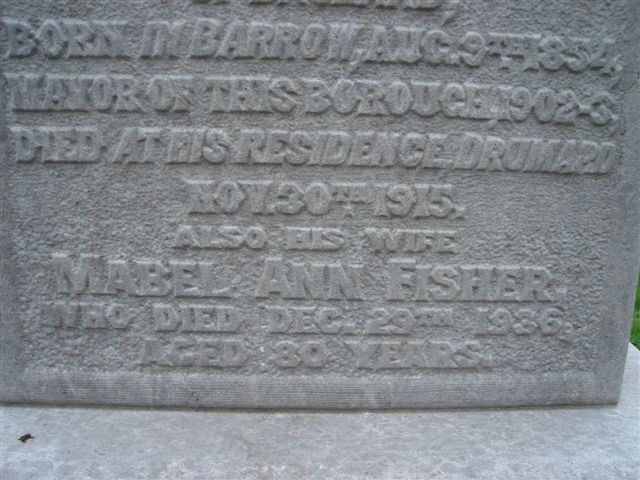 BORN IN BARROW, AUG. 9TH 1854,
MAYOR OF THIS BOROUGH, 1902-3,
DIED AT HIS RESIDENCE, DRUMARD
NOV. 30TH 1915.
ALSO HIS WIFE
MABEL ANN FISHER.
WHO DIED DEC. 29TH 1936.
AGED 80 YEARS.